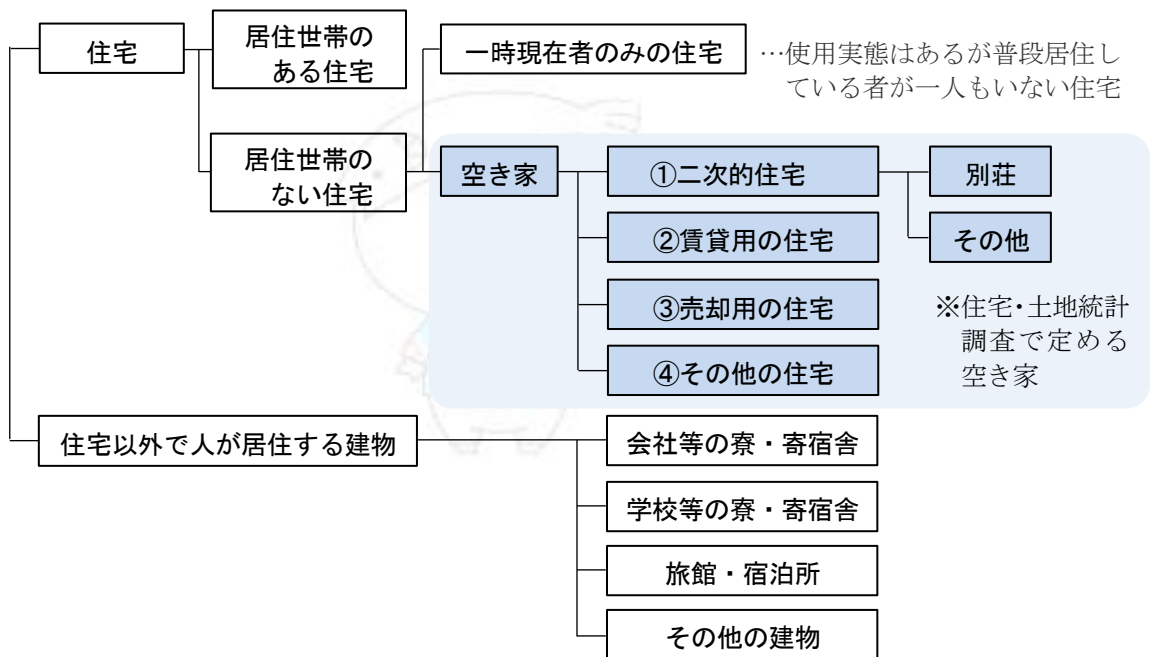 住宅
居住世帯の
ある住宅
一時現在者のみの住宅
…使用実態はあるが普段居住し
ている者が一人もいない住宅
居住世帯の
ない住宅
空き家
①二次的住宅
別荘
その他
②賃貸用の住宅
③売却用の住宅
④その他の住宅
※住宅・土地統計
調査で定める
空き家
住宅以外で人が居住する建物
会社等の寮・寄宿舎
学校等の寮・寄宿舎
旅館・宿泊所
その他の建物